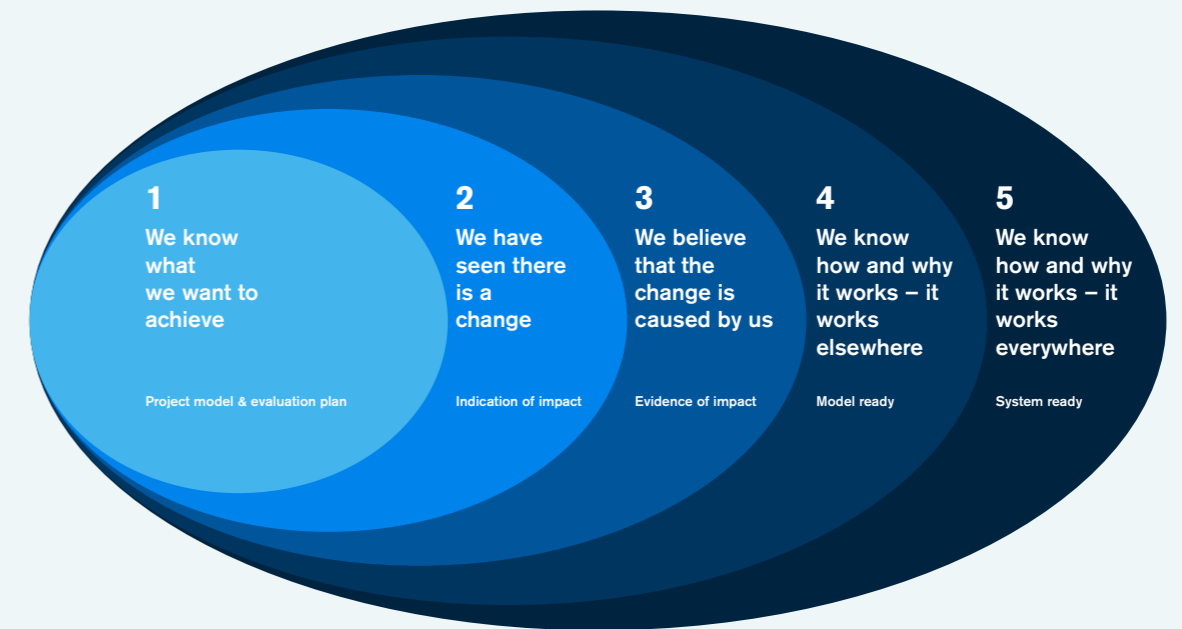 1
We know
what
we want to
achieve
Project model & evaluation plan
2
We have
seen there
is a
change
Indication of impact
3
We believe
that the
change is
caused by us
Evidence of impact
4
We know
how and why
it works – it
works
elsewhere
Model ready
5
We know
how and why
it works – it
works
everywhere
System ready